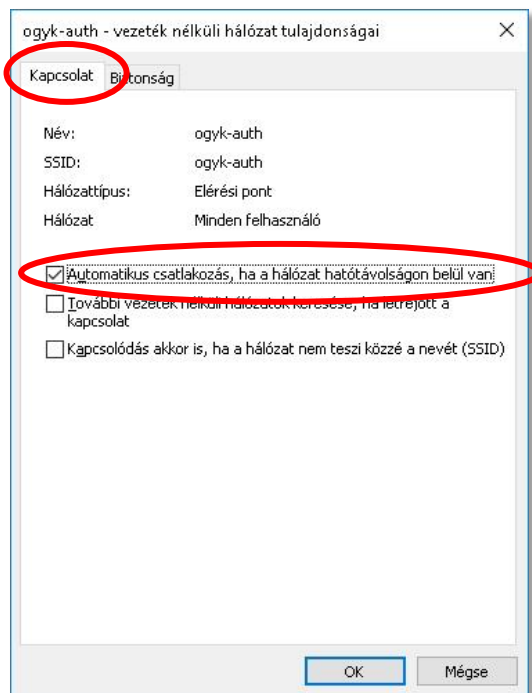 ogyk-auth - vezeték nélküli hálózat tulajdonságai
Kapcsolat Biztonság
Név: ogyk-auth
SSID: ogyk-auth
Hálózattípus: Elérési pont
Hálózat Minden felhasználó
Automatikus csatlakozás, ha a hálózat hatótávolságon belül van
További vezeték nélküli hálózatok keresése, ha létrejött a
kapcsolat
Kapcsolódás akkor is, ha a hálózat nem teszi közzé a nevét (SSID)
OK Mégse